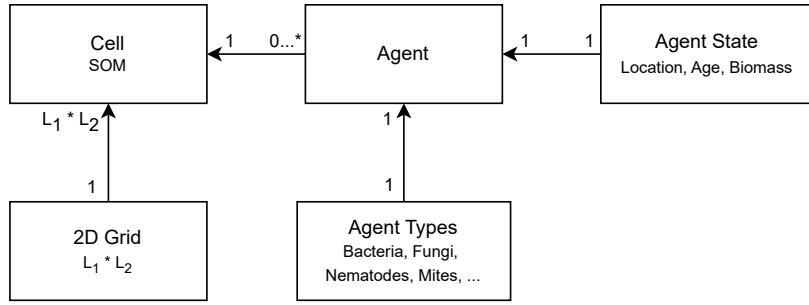 Cell
SOM
1
0...*
Agent
1
1
Agent State
Location, Age, Biomass
L1 * L2
1
1
1
2D Grid
L1 * L2
Agent Types
Bacteria, Fungi,
Nematodes, Mites, ...